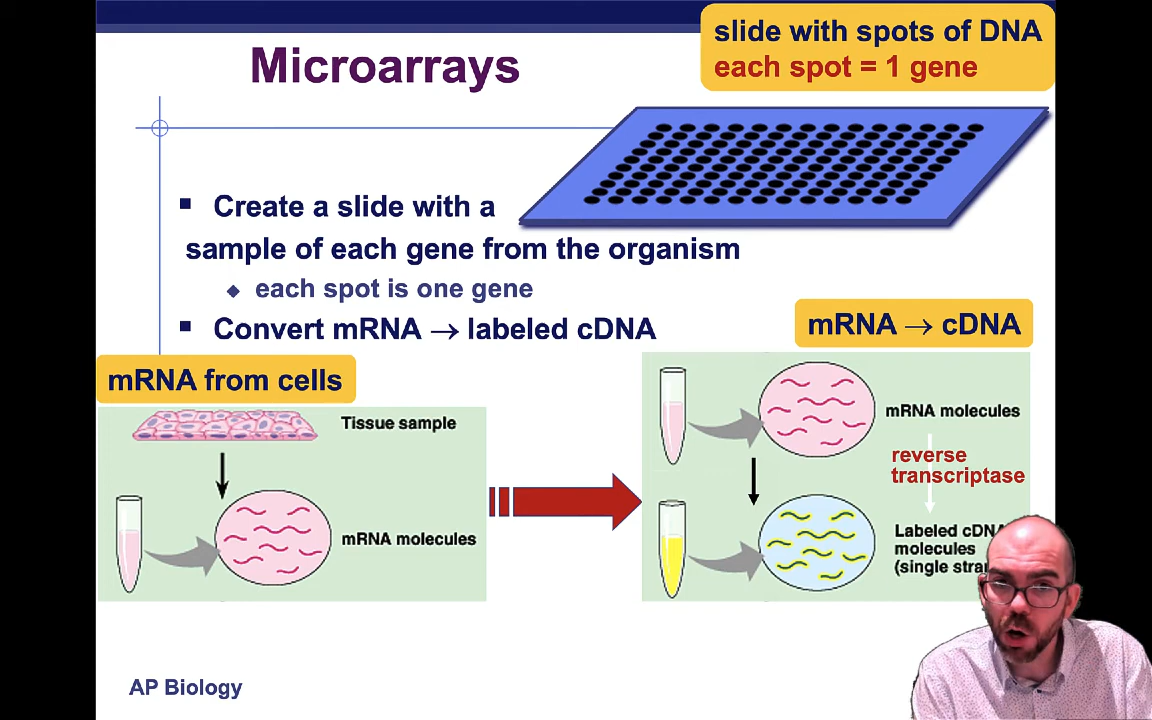 slide with spots of DNA
each spot = 1 gene
Microarrays
▪ Create a slide with a
sample of each gene from the organism
◆ each spot is one gene
▪ Convert mRNA → labeled cDNA
mRNA → cDNA
mRNA from cells
Tissue sample
mRNA molecules
mRNA molecules
reverse
transcriptase
Labeled
molecules
(single
AP Biology